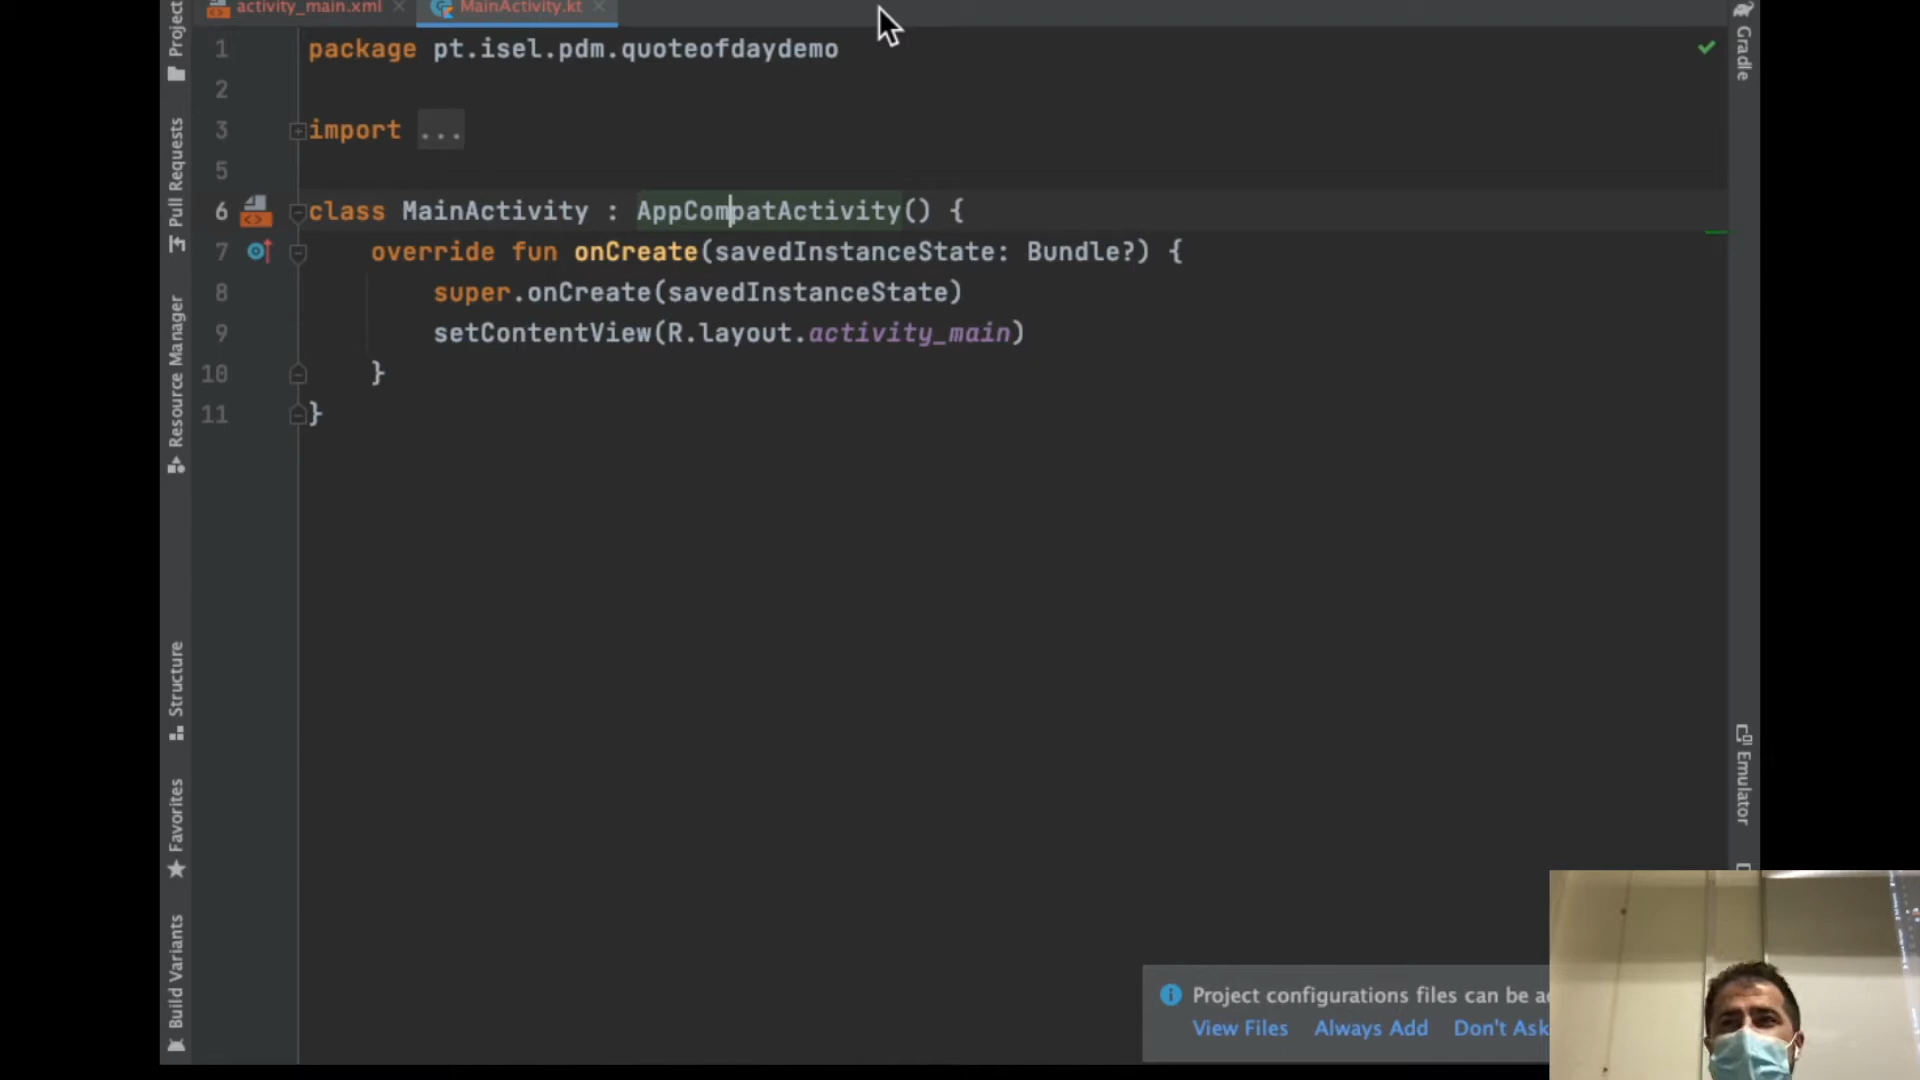 activity_main.xml
MainActivity.kt
1 package pt.isel.pdm.quoteofdaydemo
2
3 import ...
5
6 class MainActivity : AppCompatActivity() {
7 override fun onCreate(savedInstanceState: Bundle?) {
8 super.onCreate(savedInstanceState)
9 setContentView(R.layout.activity_main)
10 }
11 }
Project
Pull Requests
Resource Manager
Structure
Favorites
Build Variants
Gradle
Emulator
Project configurations files can be
View Files Always Add Don't Ask